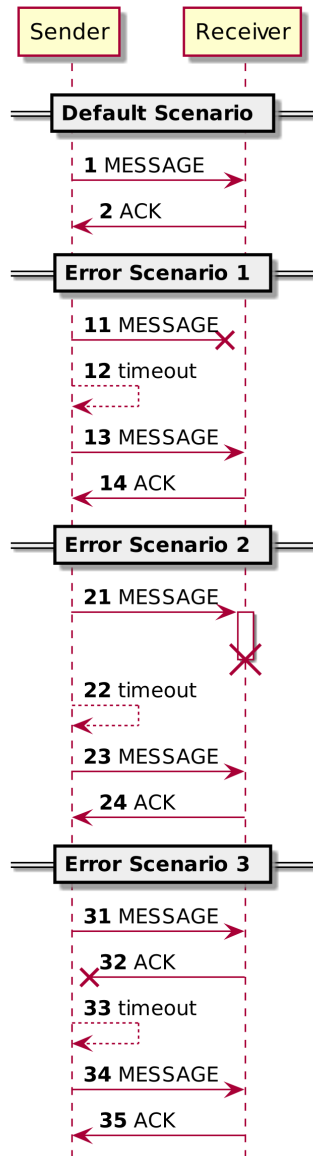 Sender Receiver
Default Scenario
1 MESSAGE
2 ACK
Error Scenario 1
11 MESSAGE
12 timeout
13 MESSAGE
14 ACK
Error Scenario 2
21 MESSAGE
22 timeout
23 MESSAGE
24 ACK
Error Scenario 3
31 MESSAGE
32 ACK
33 timeout
34 MESSAGE
35 ACK